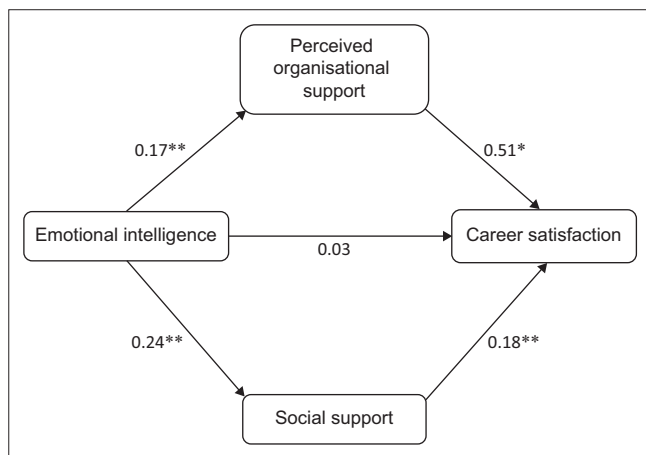 Perceived
organisational
support
0.17**
0.51*
Emotional intelligence
Career satisfaction
0.03
0.24**
0.18**
Social support